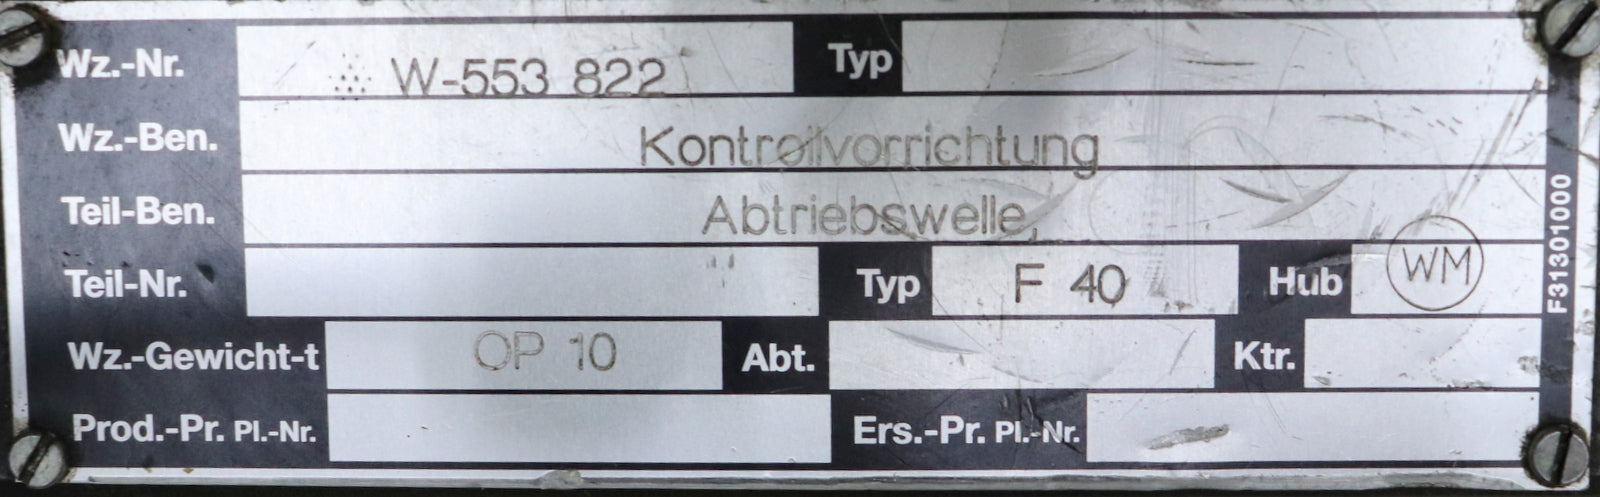 Wz.-Nr. W-553 822 Typ
Wz.-Ben. Kontrollvorrichtung
Teil-Ben. Abtriebswelle,
Teil-Nr. Typ F 40 Hub WM
Wz.-Gewicht-t OP 10 Abt. Ktr.
Prod.-Pr. Pl.-Nr. Ers.-Pr. Pl.-Nr.
F31301000